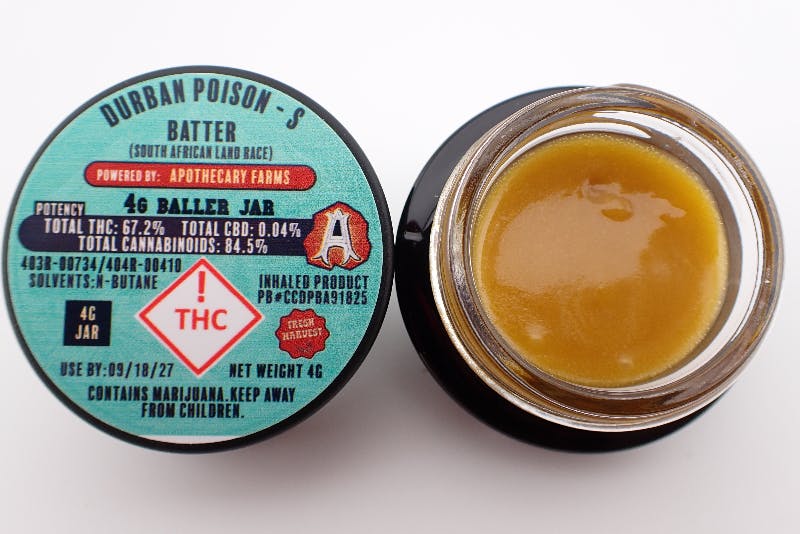 DURBAN POISON - S
BATTER
(SOUTH AFRICAN LAND RACE)
POWERED BY: APOTHECARY FARMS
4G BALLER JAR
POTENCY
TOTAL THC: 67.2% TOTAL CBD: 0.04%
TOTAL CANNABINOIDS: 84.5%
A
403R-00734/404R-00410
SOLVENTS:N-BUTANE
INHALED PRODUCT
PB#CCDPBA91825
!
THC
4G
JAR
FRESH
HARVEST
USE BY:09/18/27
NET WEIGHT 4G
CONTAINS MARIJUANA.KEEP AWAY
FROM CHILDREN.